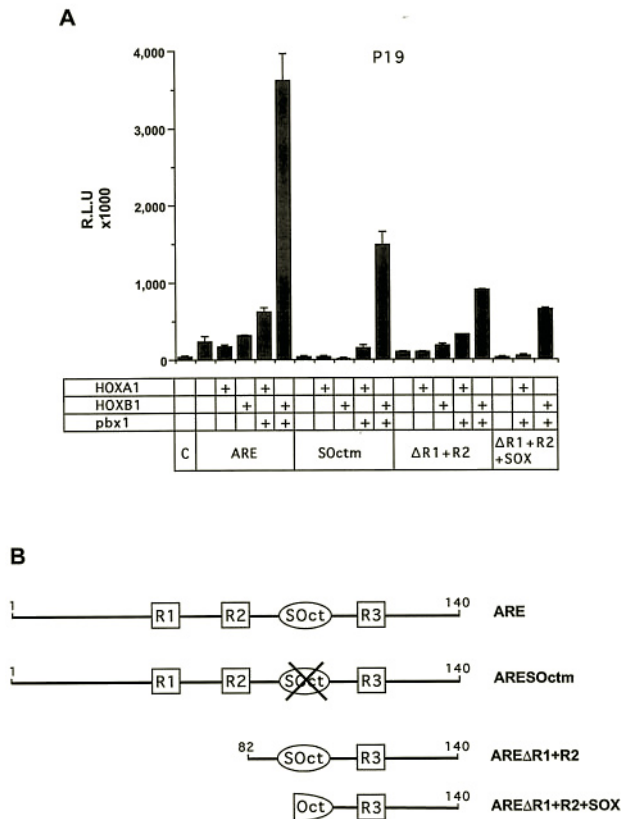 A
P19
R.L.U
x1000
4,000
3,000
2,000
1,000
0
HOXA1 + + + + + + +
HOXB1 + + + + + + +
pbx1 + + + + + + + +
C ARE SOctm ΔR1+R2 ΔR1+R2
+SOX
B
1 R1 R2 SOct R3 140 ARE
1 R1 R2 SOct R3 140 ARESOctm
82 SOct R3 140 AREΔR1+R2
Oct R3 140 AREΔR1+R2+SOX